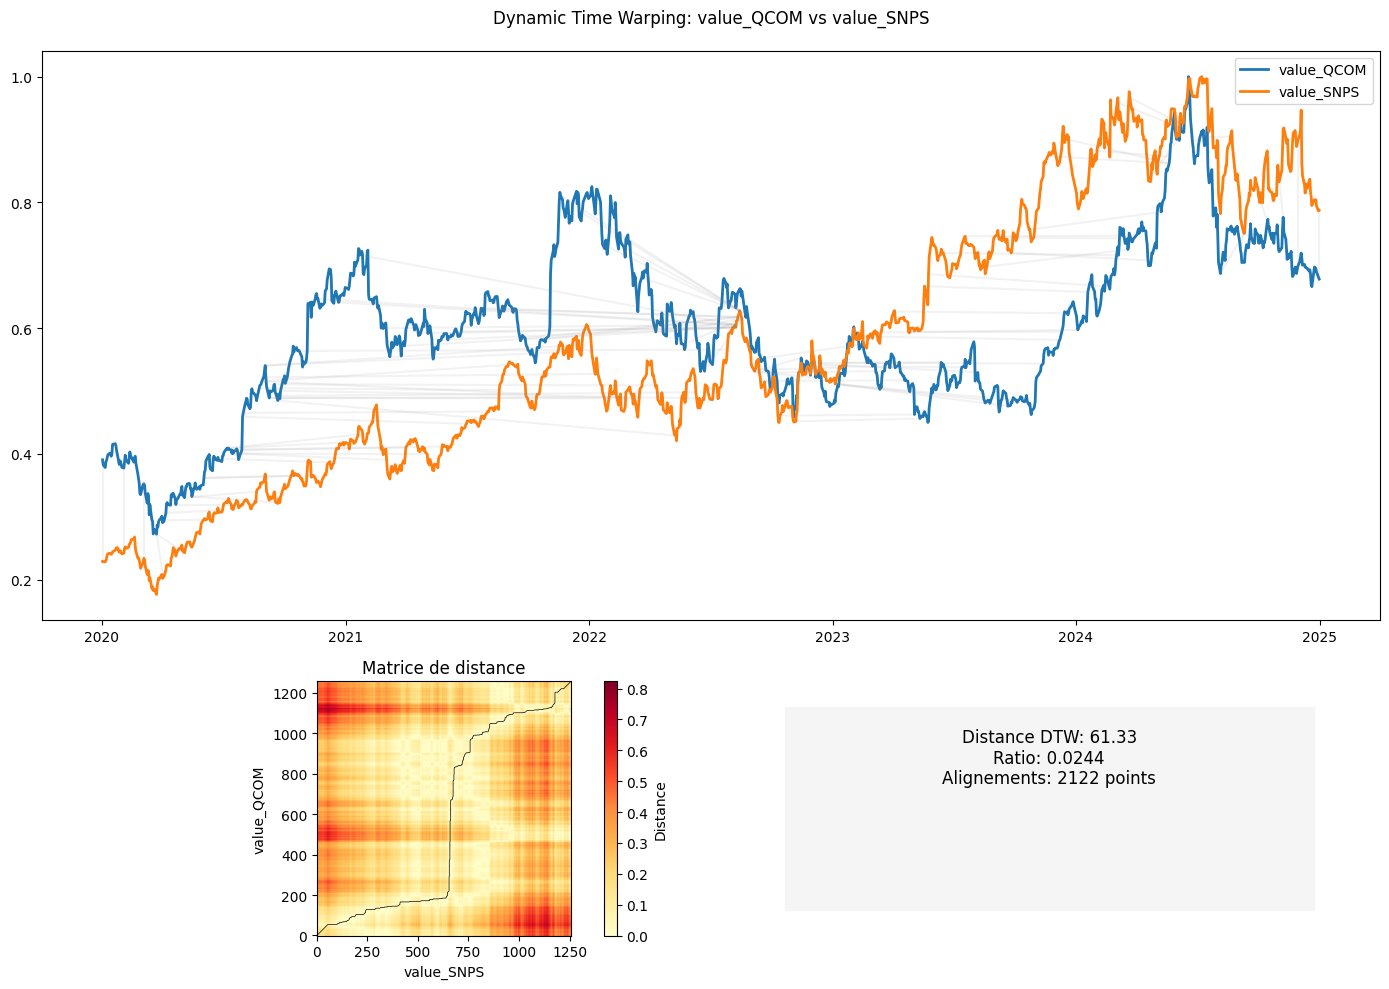 Dynamic Time Warping: value_QCOM vs value_SNPS
1.0
0.8
0.6
0.4
0.2
value_QCOM
value_SNPS
2020 2021 2022 2023 2024 2025
Matrice de distance
1200
1000
800
600
400
200
0
value_QCOM
0 250 500 750 1000 1250
value_SNPS
0.8
0.7
0.6
0.5
0.4
0.3
0.2
0.1
0.0
Distance
Distance DTW: 61.33
Ratio: 0.0244
Alignements: 2122 points